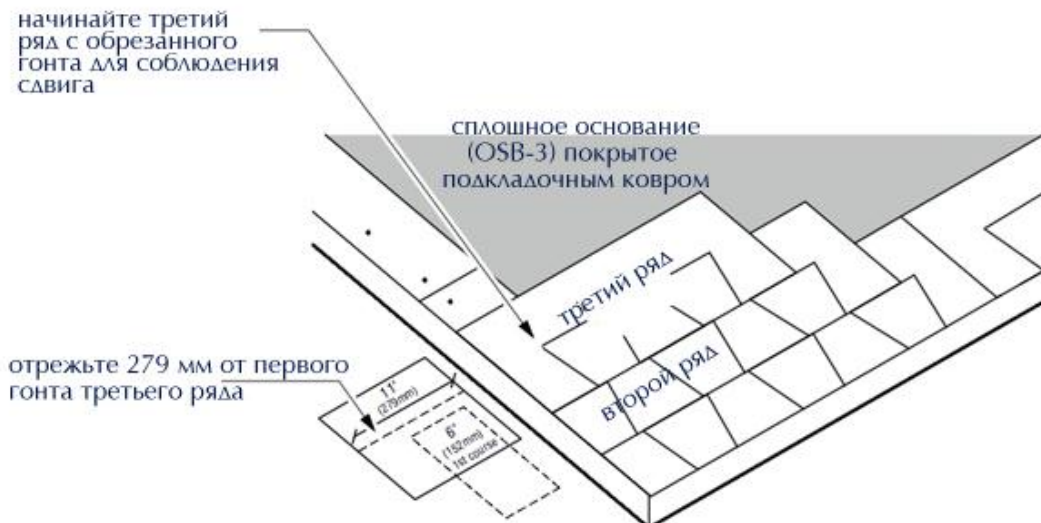 начинайте третий
ряд с обрезанного
гонта для соблюдения
сдвига
сплошное основание
(OSB-3) покрытое
подкладочным ковром
третий ряд
второй ряд
отрежьте 279 мм от первого
гонта третьего ряда
11"
(279mm)
6"
(152mm)
1st course